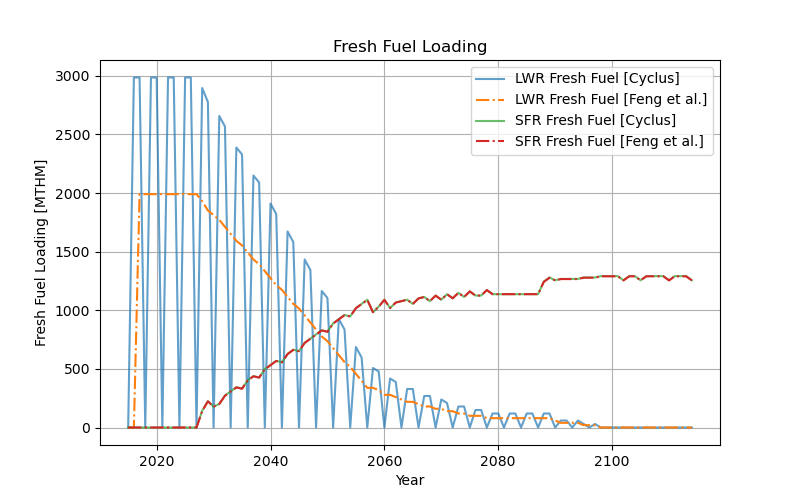 Fresh Fuel Loading
3000
2500
2000
1500
1000
500
0
Fresh Fuel Loading [MTHM]
LWR Fresh Fuel [Cyclus]
LWR Fresh Fuel [Feng et al.]
SFR Fresh Fuel [Cyclus]
SFR Fresh Fuel [Feng et al.]
2020 2040 2060 2080 2100
Year